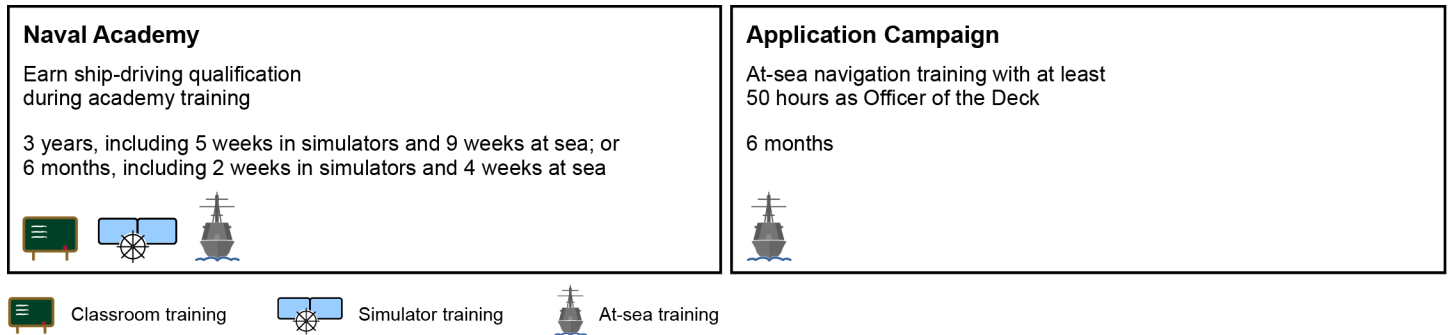 Naval Academy
Earn ship-driving qualification
during academy training
3 years, including 5 weeks in simulators and 9 weeks at sea; or
6 months, including 2 weeks in simulators and 4 weeks at sea
Application Campaign
At-sea navigation training with at least
50 hours as Officer of the Deck
6 months
Classroom training
Simulator training
At-sea training